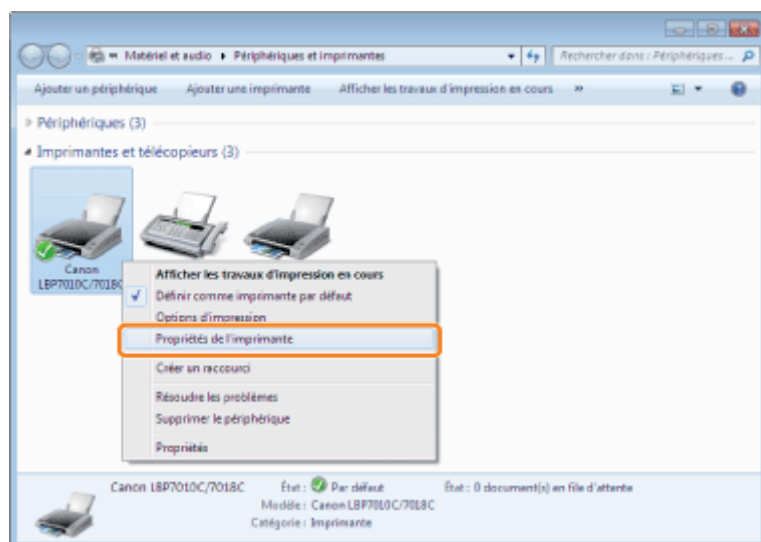 Matériel et audio ▸ Périphériques et imprimantes
Rechercher dans : Périphériques...
Ajouter un périphérique Ajouter une imprimante Afficher les travaux d'impression en cours »
Périphériques (3)
Imprimantes et télécopieurs (3)
Canon
LBP7010C/7018C
Afficher les travaux d'impression en cours
Définir comme imprimante par défaut
Options d'impression
Propriétés de l'imprimante
Créer un raccourci
Résoudre les problèmes
Supprimer le périphérique
Propriétés
Canon LBP7010C/7018C État : Par défaut État : 0 document(s) en file d'attente
Modèle : Canon LBP7010C/7018C
Catégorie : Imprimante